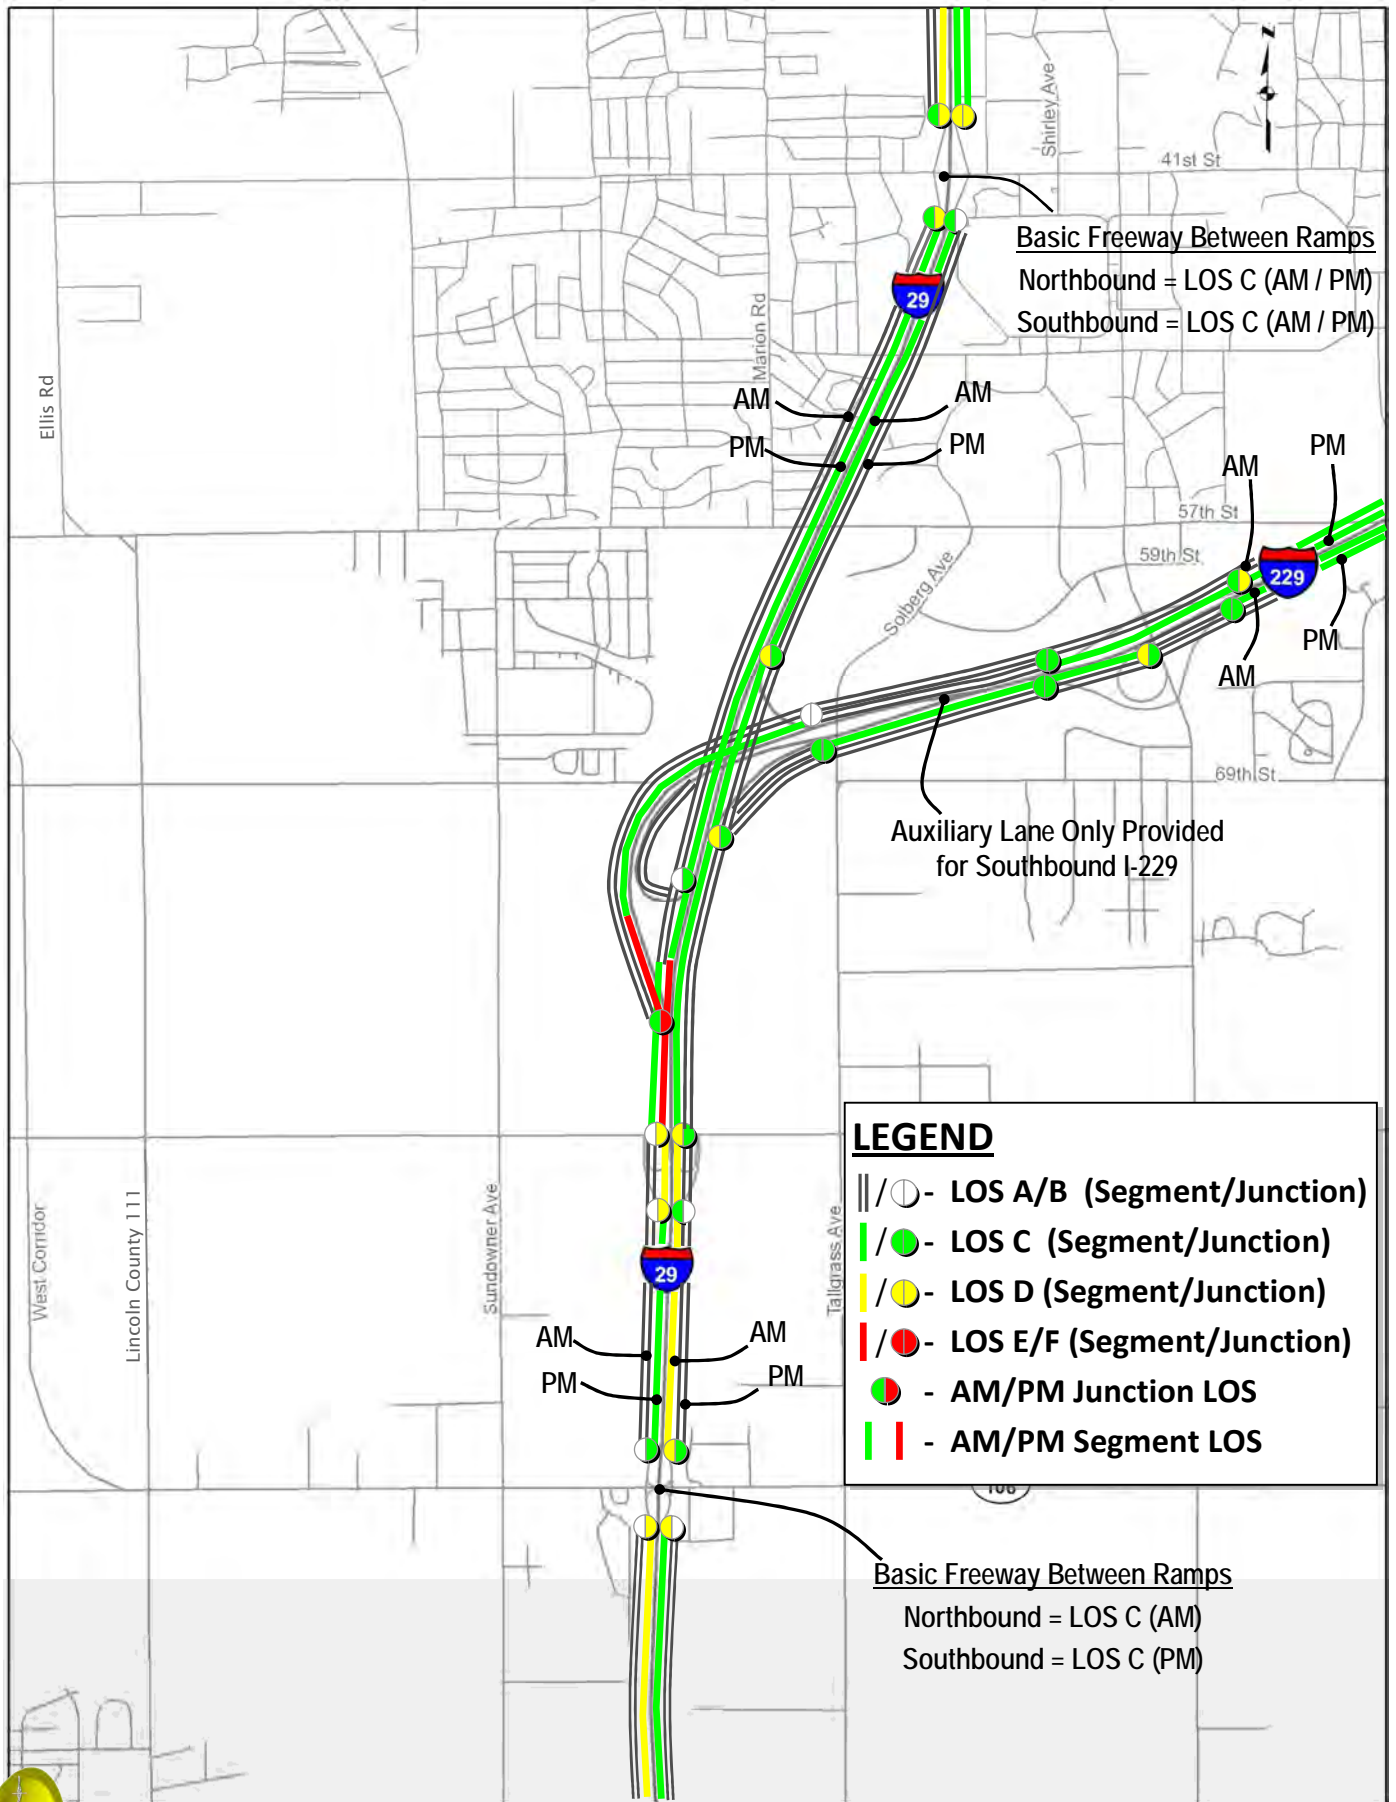 Z
Shirley Ave
41st St
Basic Freeway Between Ramps
Northbound = LOS C (AM / PM)
Southbound = LOS C (AM / PM)
29
Marion Rd
Ellis Rd
AM
AM
PM
PM
PM
AM
57th St
59th St
229
Solberg Ave
PM
AM
69th St
Auxiliary Lane Only Provided
for Southbound I-229
LEGEND
/ - LOS A/B (Segment/Junction)
/ - LOS C (Segment/Junction)
/ - LOS D (Segment/Junction)
/ - LOS E/F (Segment/Junction)
- AM/PM Junction LOS
- AM/PM Segment LOS
West Corridor
Lincoln County 111
Sundowner Ave
Tallgrass Ave
29
AM
AM
PM
PM
106
Basic Freeway Between Ramps
Northbound = LOS C (AM)
Southbound = LOS C (PM)